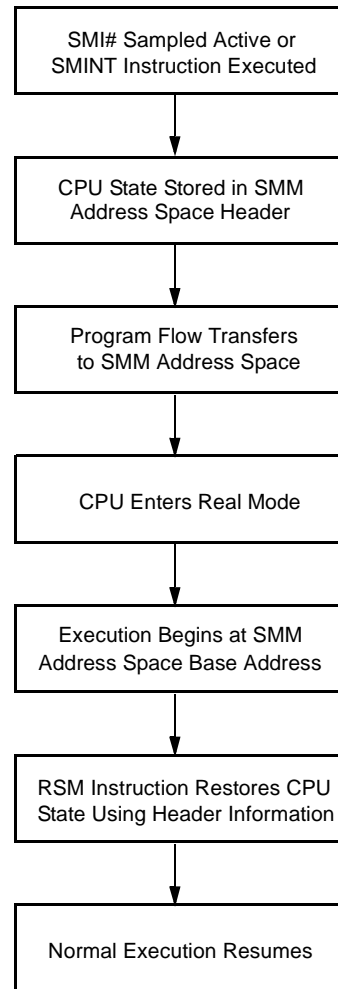 SMI# Sampled Active or
SMINT Instruction Executed
CPU State Stored in SMM
Address Space Header
Program Flow Transfers
to SMM Address Space
CPU Enters Real Mode
Execution Begins at SMM
Address Space Base Address
RSM Instruction Restores CPU
State Using Header Information
Normal Execution Resumes